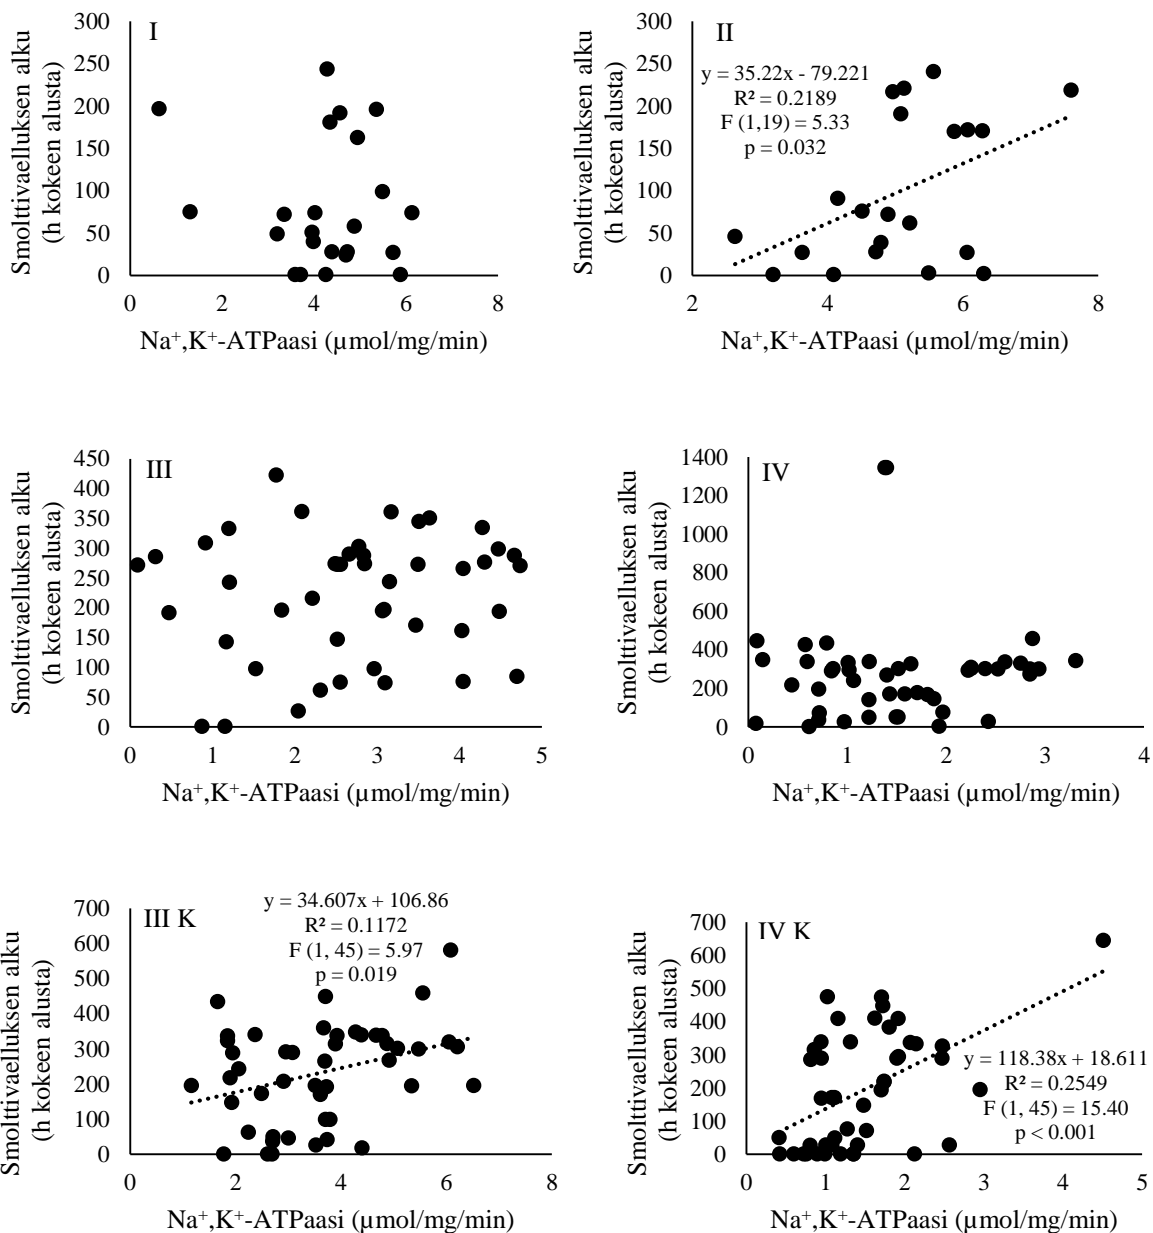 I
Smolttivaelluksen alku
(h kokeen alusta)
300
250
200
150
100
50
0
0 2 4 6 8
Na⁺,K⁺-ATPaasi (µmol/mg/min)
II
y = 35.22x - 79.221
R² = 0.2189
F (1,19) = 5.33
p = 0.032
Smolttivaelluksen alku
(h kokeen alusta)
300
250
200
150
100
50
0
2 4 6 8
Na⁺,K⁺-ATPaasi (µmol/mg/min)
III
Smolttivaelluksen alku
(h kokeen alusta)
450
400
350
300
250
200
150
100
50
0
0 1 2 3 4 5
Na⁺,K⁺-ATPaasi (µmol/mg/min)
IV
Smolttivaelluksen alku
(h kokeen alusta)
1400
1200
1000
800
600
400
200
0
0 1 2 3 4
Na⁺,K⁺-ATPaasi (µmol/mg/min)
III K
y = 34.607x + 106.86
R² = 0.1172
F (1, 45) = 5.97
p = 0.019
Smolttivaelluksen alku
(h kokeen alusta)
700
600
500
400
300
200
100
0
0 2 4 6 8
Na⁺,K⁺-ATPaasi (µmol/mg/min)
IV K
y = 118.38x + 18.611
R² = 0.2549
F (1, 45) = 15.40
p < 0.001
Smolttivaelluksen alku
(h kokeen alusta)
700
600
500
400
300
200
100
0
0 1 2 3 4 5
Na⁺,K⁺-ATPaasi (µmol/mg/min)